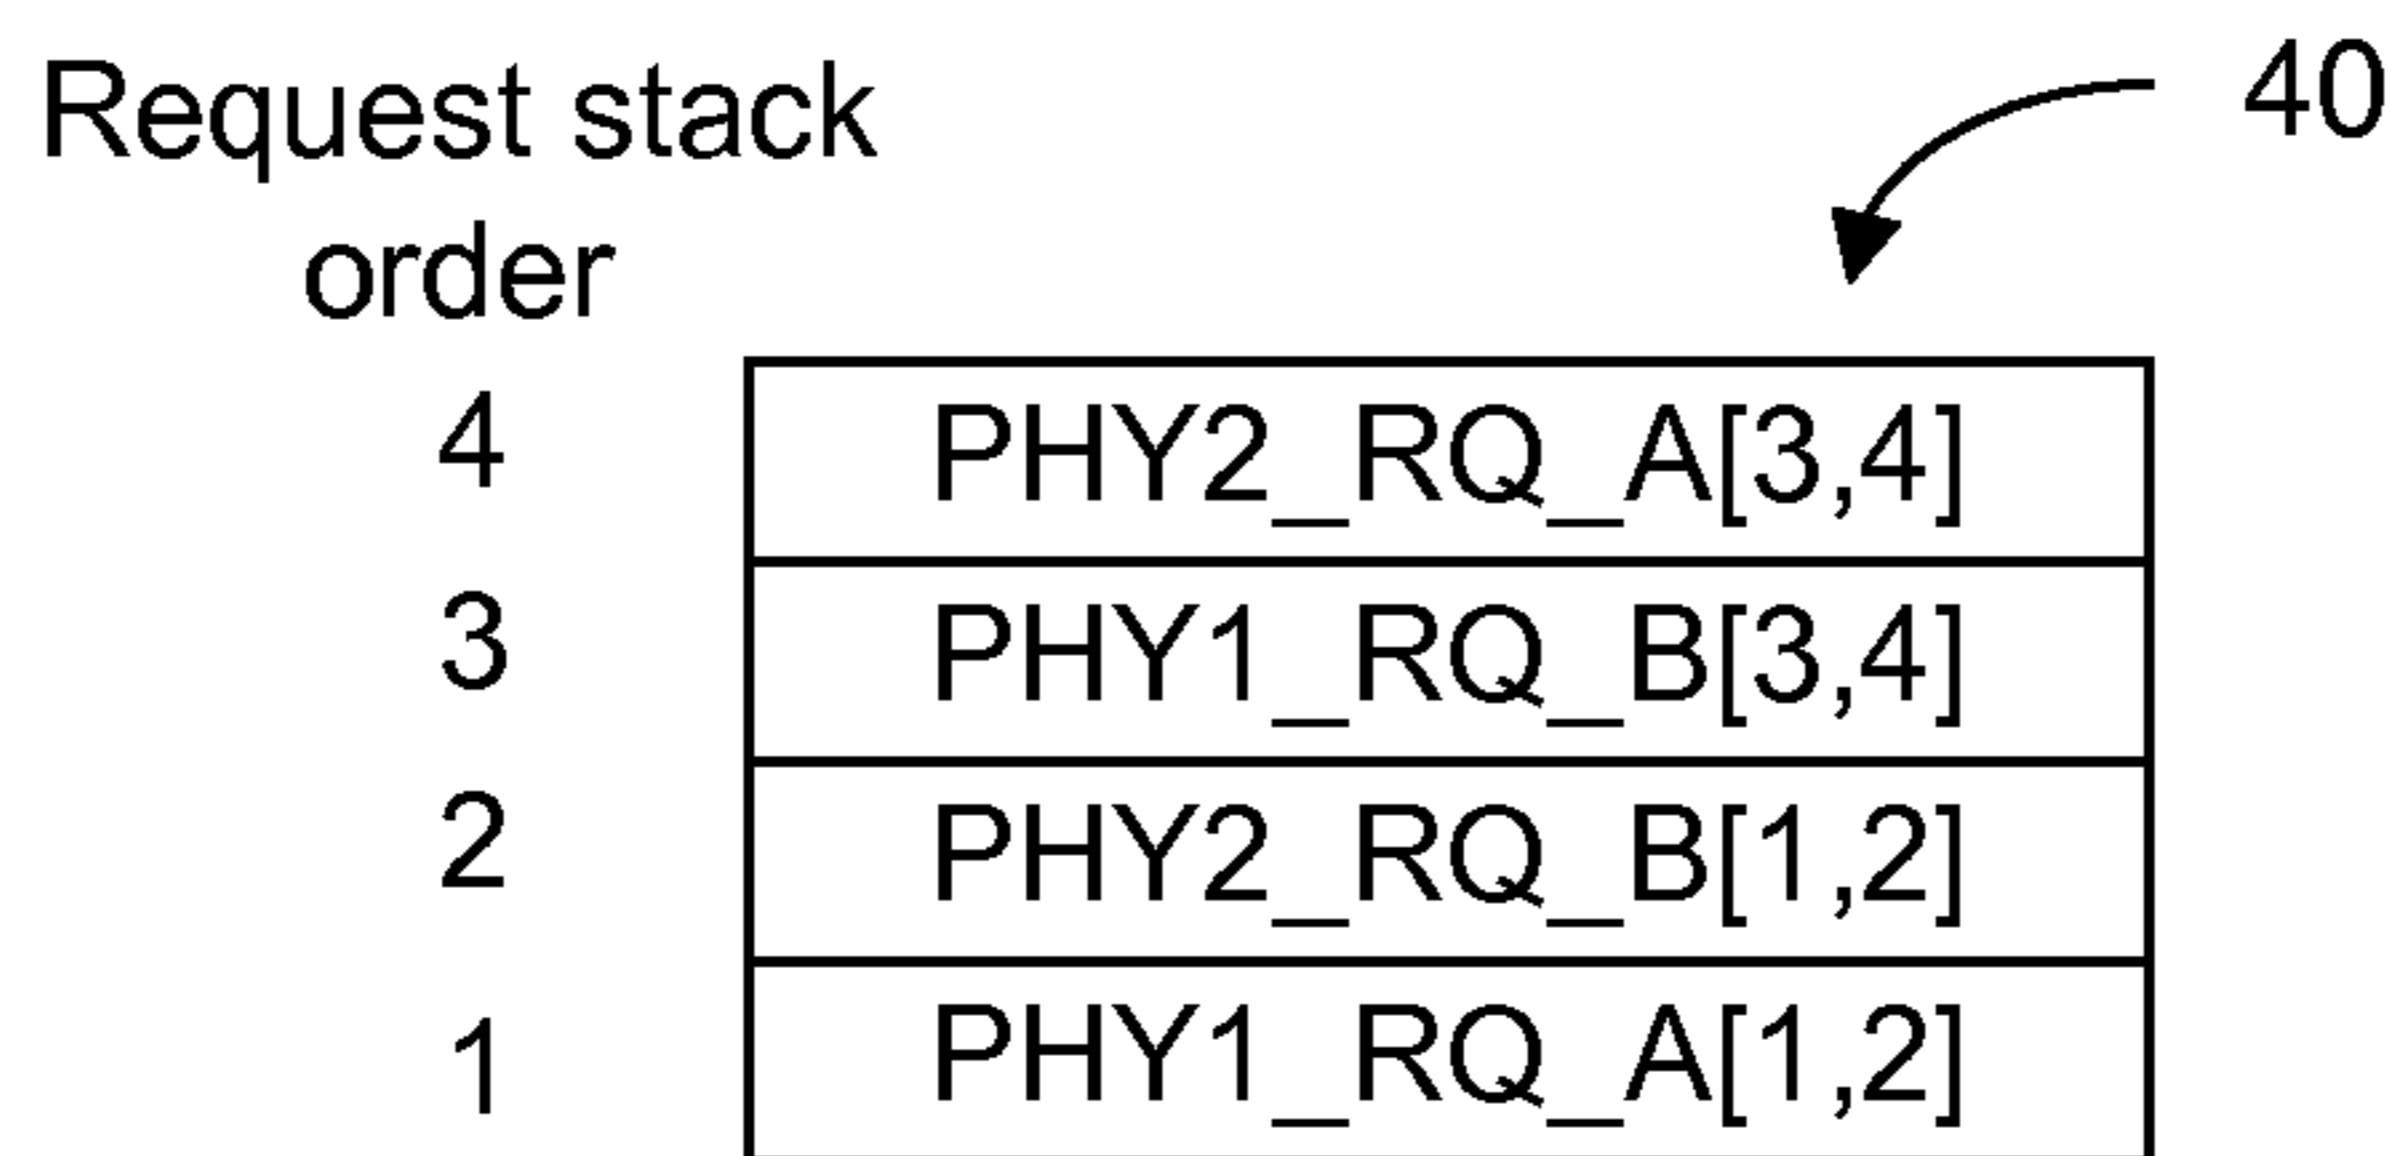 Request stack
order
40
4 PHY2_RQ_A[3,4]
3 PHY1_RQ_B[3,4]
2 PHY2_RQ_B[1,2]
1 PHY1_RQ_A[1,2]